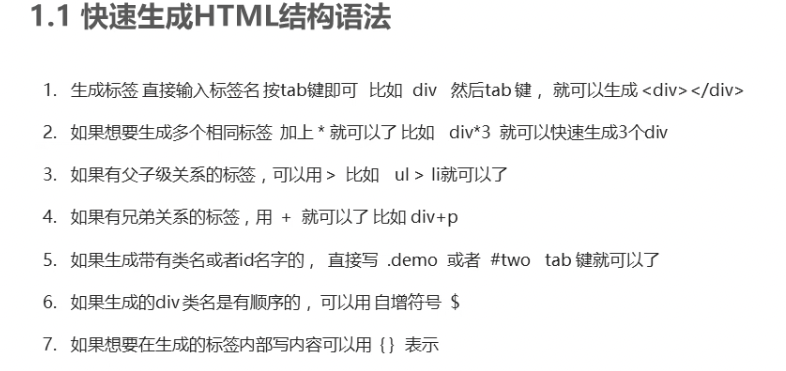 1.1 快速生成HTML结构语法
1. 生成标签 直接输入标签名 按tab键即可 比如 div 然后tab 键， 就可以生成 <div></div>
2. 如果想要生成多个相同标签 加上 * 就可以了 比如 div*3 就可以快速生成3个div
3. 如果有父子级关系的标签，可以用 > 比如 ul > li就可以了
4. 如果有兄弟关系的标签，用 + 就可以了 比如 div+p
5. 如果生成带有类名或者id名字的， 直接写 .demo 或者 #two tab 键就可以了
6. 如果生成的div 类名是有顺序的， 可以用 自增符号 $
7. 如果想要在生成的标签内部写内容可以用 { } 表示